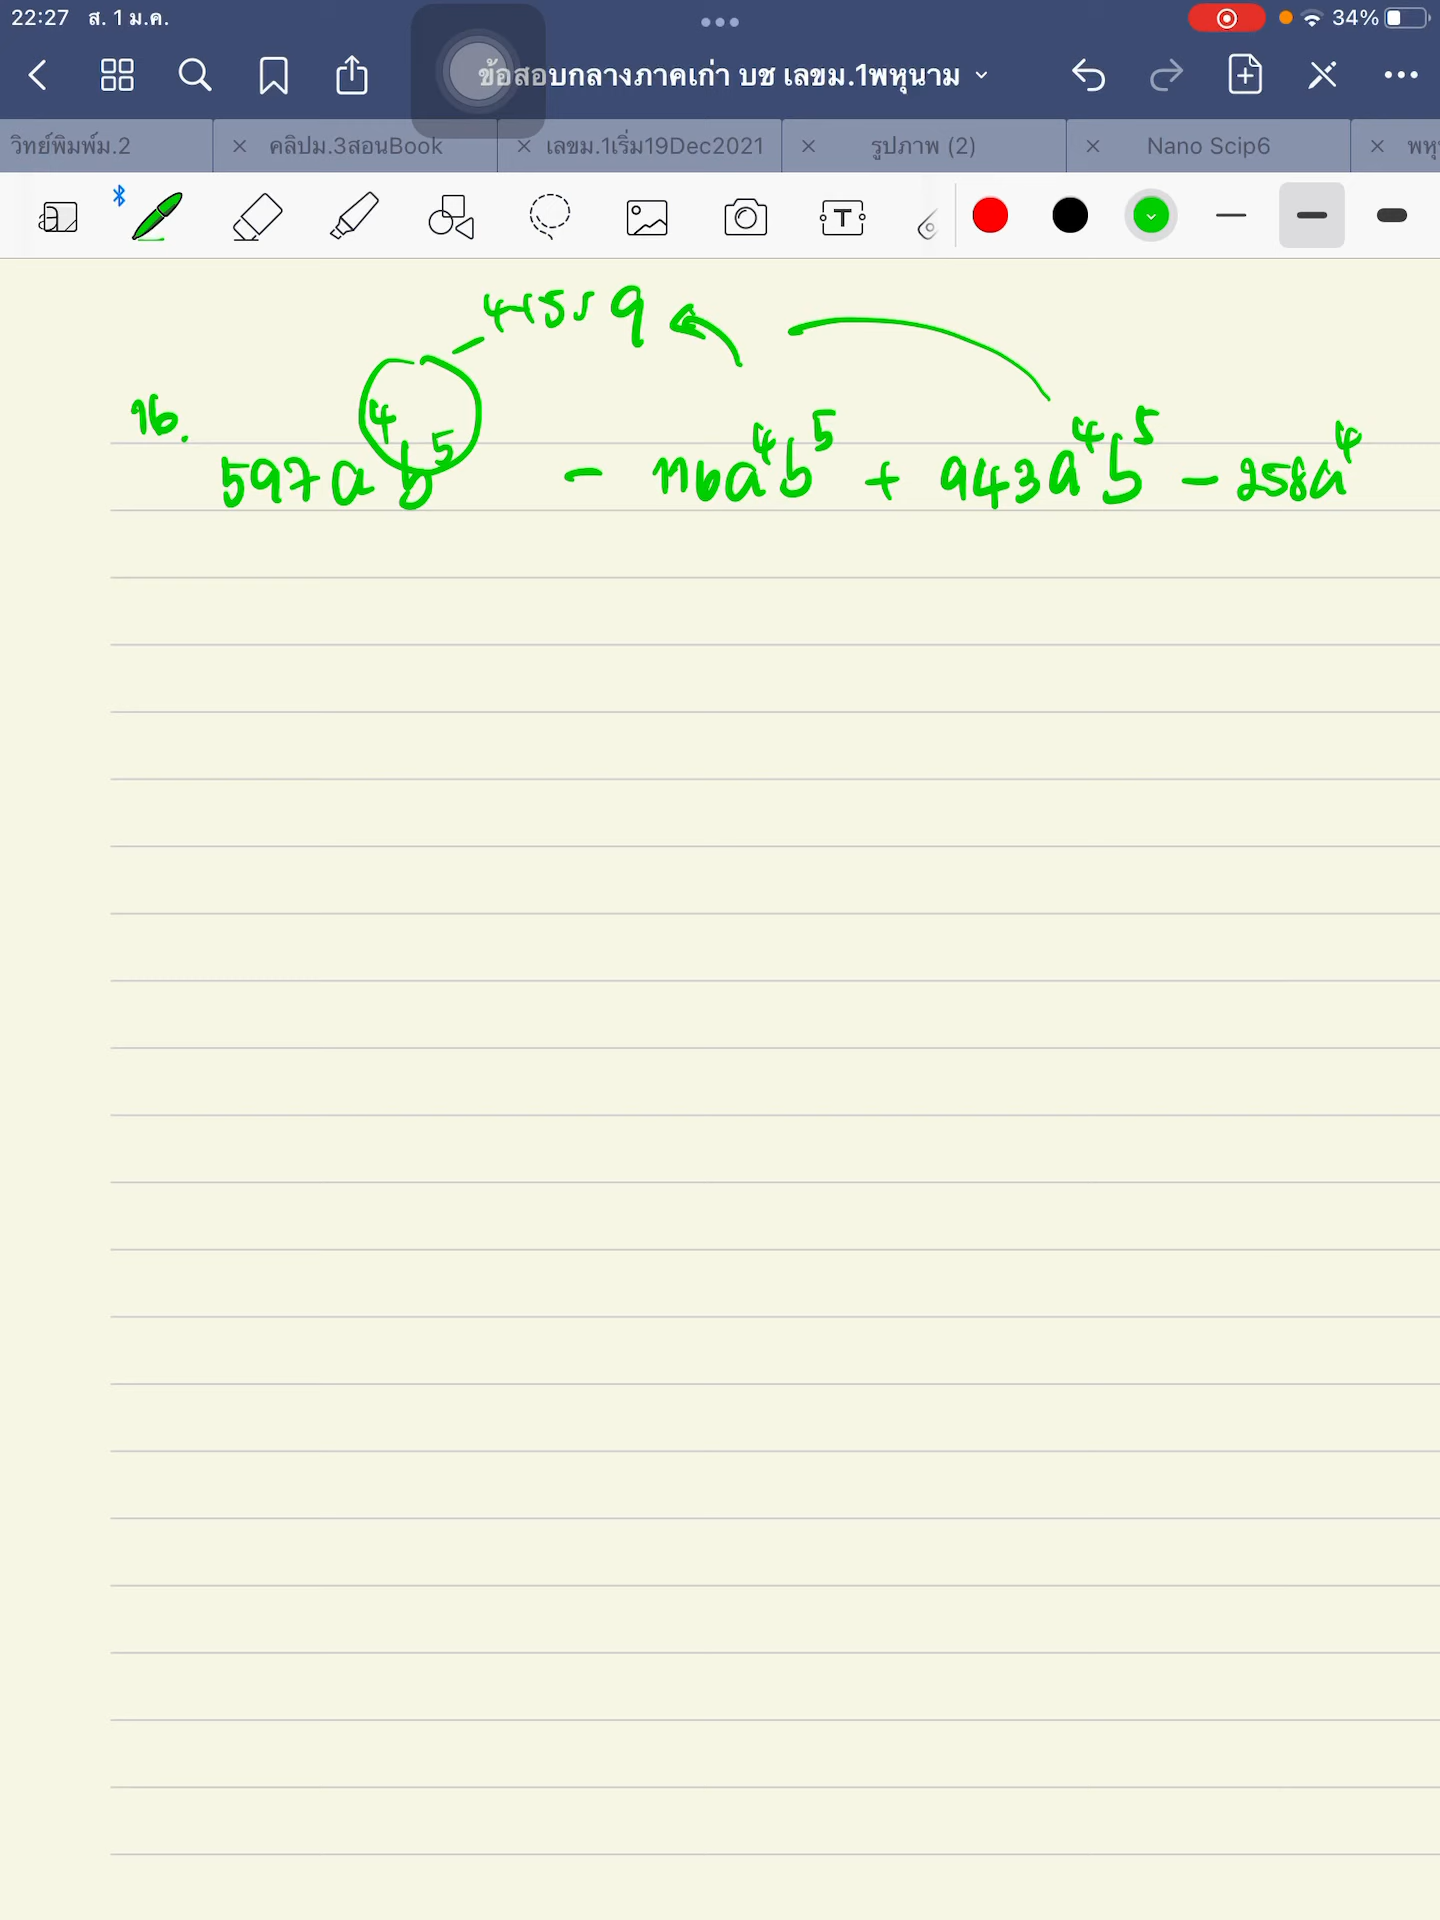 22:27 ส. 1 ม.ค. 34%
ข้อสอบกลางภาคเก่า บช เลขม.1พหุนาม
วิทย์พิมพ์ม.2 คลิปม.3สอนBook เลขม.1เริ่ม19Dec2021 รูปภาพ (2) Nano Scip6
T
9
16.
597a⁴b⁵ - 116a⁴b⁵ + 943a⁴b⁵ - 258a⁴